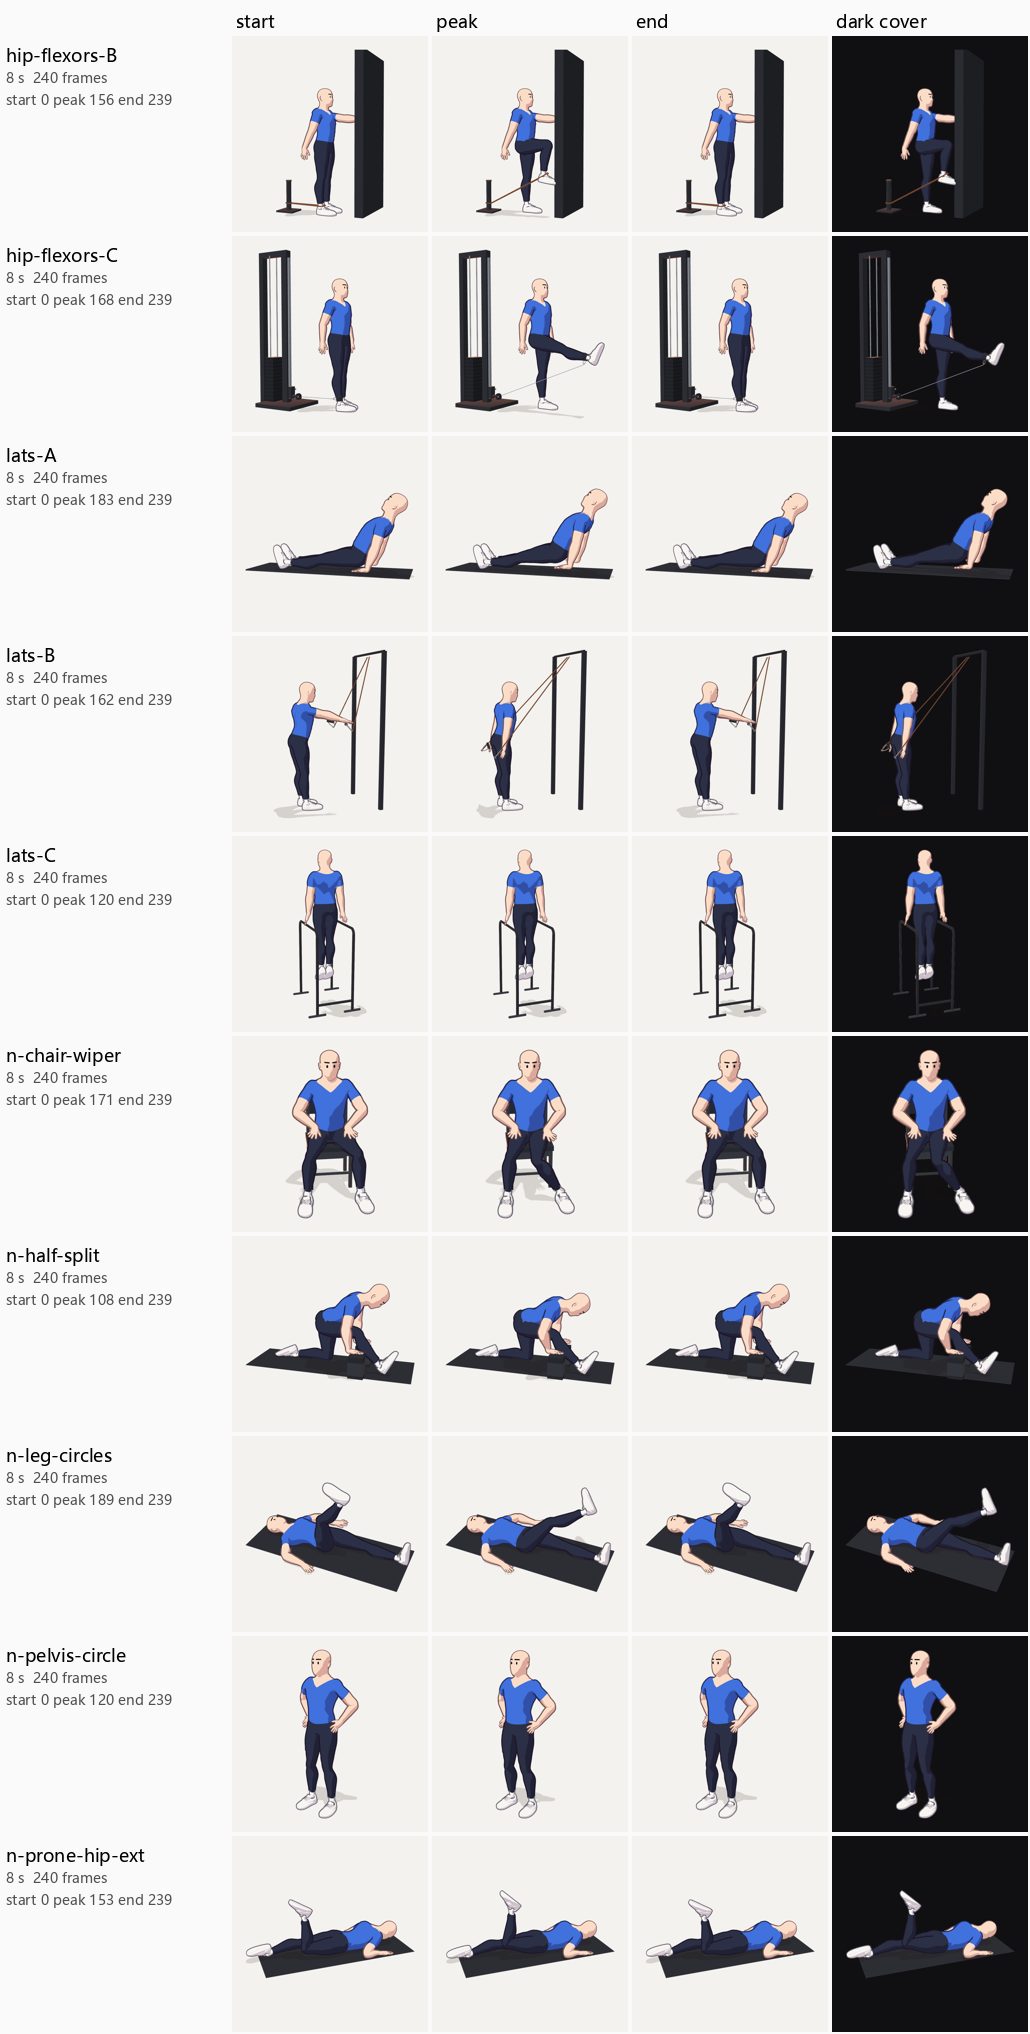 start peak end dark cover
hip-flexors-B
8 s 240 frames
start 0 peak 156 end 239
hip-flexors-C
8 s 240 frames
start 0 peak 168 end 239
lats-A
8 s 240 frames
start 0 peak 183 end 239
lats-B
8 s 240 frames
start 0 peak 162 end 239
lats-C
8 s 240 frames
start 0 peak 120 end 239
n-chair-wiper
8 s 240 frames
start 0 peak 171 end 239
n-half-split
8 s 240 frames
start 0 peak 108 end 239
n-leg-circles
8 s 240 frames
start 0 peak 189 end 239
n-pelvis-circle
8 s 240 frames
start 0 peak 120 end 239
n-prone-hip-ext
8 s 240 frames
start 0 peak 153 end 239